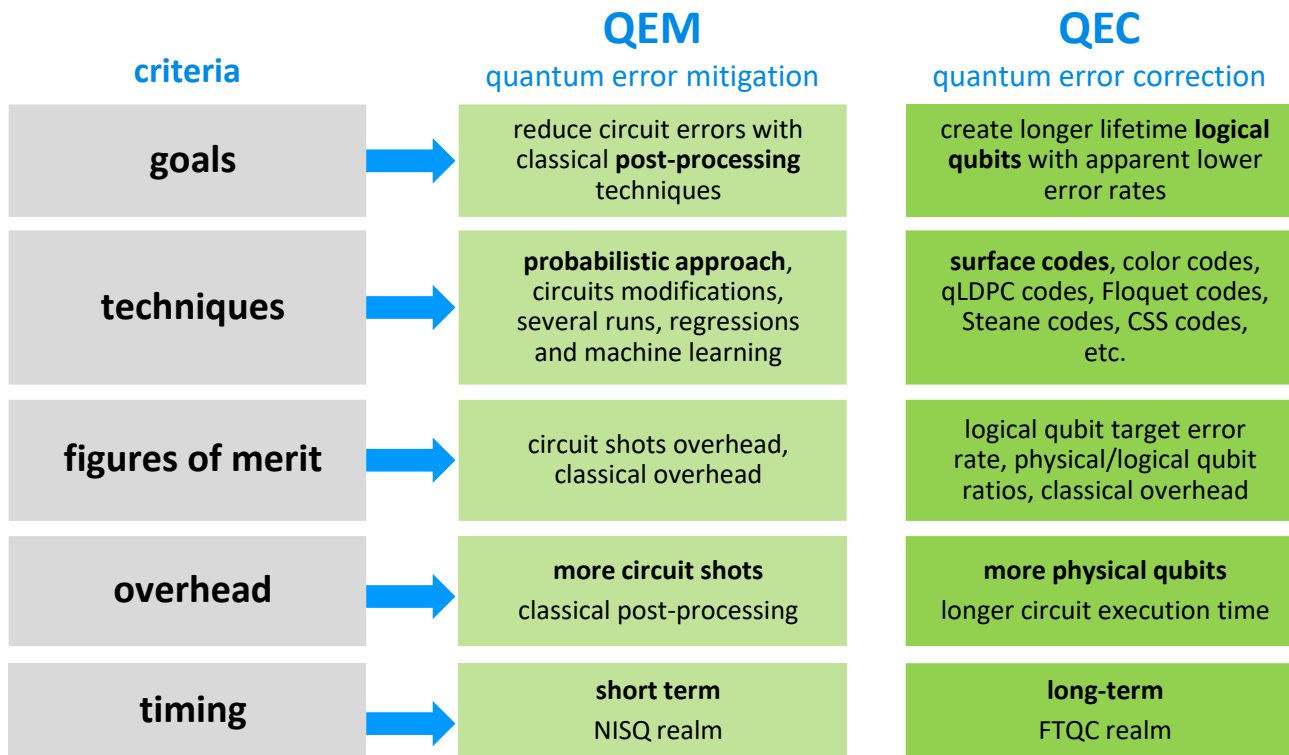 QEM
QEC
criteria
quantum error mitigation
quantum error correction
goals
reduce circuit errors with
classical post-processing
techniques
create longer lifetime logical
qubits with apparent lower
error rates
techniques
probabilistic approach,
circuits modifications,
several runs, regressions
and machine learning
surface codes, color codes,
qLDPC codes, Floquet codes,
Steane codes, CSS codes,
etc.
figures of merit
circuit shots overhead,
classical overhead
logical qubit target error
rate, physical/logical qubit
ratios, classical overhead
overhead
more circuit shots
classical post-processing
more physical qubits
longer circuit execution time
timing
short term
NISQ realm
long-term
FTQC realm